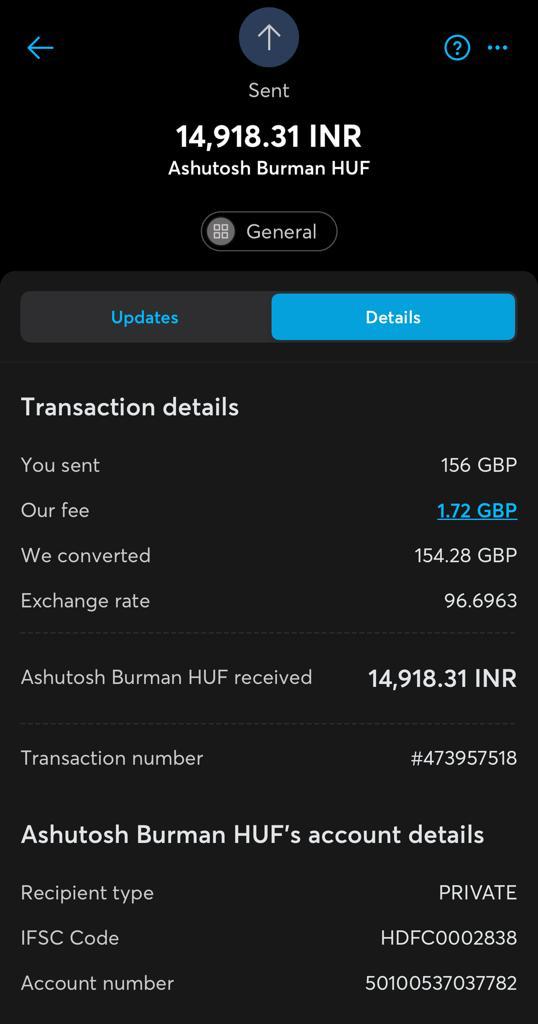 Sent
14,918.31 INR
Ashutosh Burman HUF
General
Updates Details
Transaction details
You sent 156 GBP
Our fee 1.72 GBP
We converted 154.28 GBP
Exchange rate 96.6963
Ashutosh Burman HUF received 14,918.31 INR
Transaction number #473957518
Ashutosh Burman HUF's account details
Recipient type PRIVATE
IFSC Code HDFC0002838
Account number 50100537037782